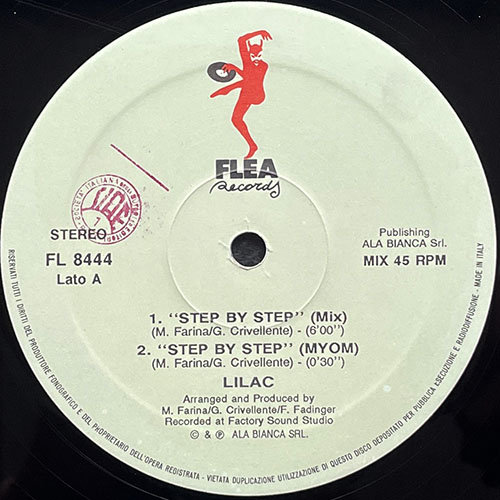 FLEA
Records
SOCIETA' ITALIANA
STEREO
FL 8444
Lato A
Publishing
ALA BIANCA Srl.
MIX 45 RPM
1. “STEP BY STEP” (Mix)
(M. Farina/G. Crivellente) - (6'00”)
2. “STEP BY STEP” (MYOM)
(M. Farina/G. Crivellente) - (0'30”)
LILAC
Arranged and Produced by
M. Farina/G. Crivellente/F. Fadinger
Recorded at Factory Sound Studio
© & ℗ ALA BIANCA SRL.
RISERVATI TUTTI I DIRITTI DEL PRODUTTORE FONOGRAFICO E DEL PROPRIETARIO DELL'OPERA REGISTRATA - VIETATA DUPLICAZIONE UTILIZZAZIONE DI QUESTO DISCO DEPOSITATO PER PUBBLICA ESECUZIONE E RADIODIFFUSIONE - MADE IN ITALY